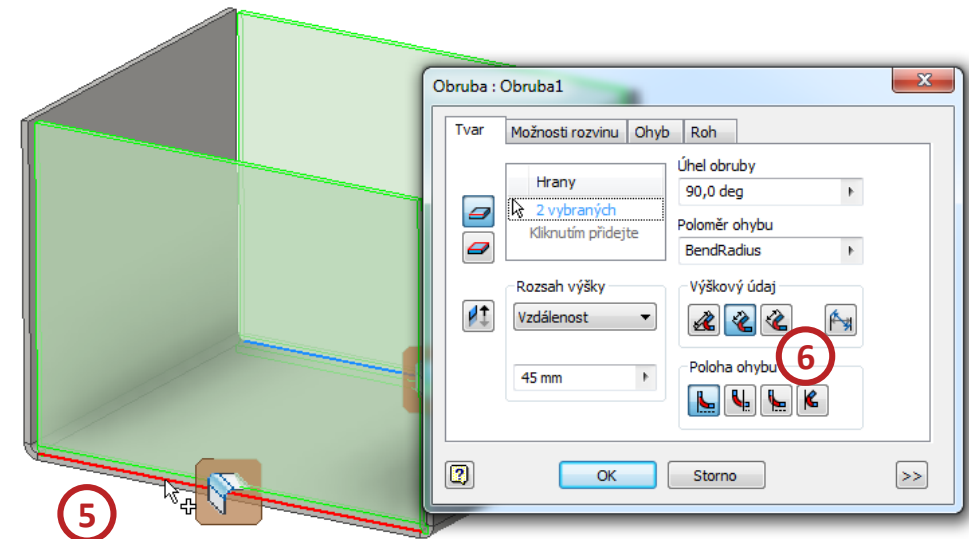 Obruba : Obruba1
Tvar
Možnosti rozvinu
Ohyb
Roh
Hrany
2 vybraných
Kliknutím přidejte
Úhel obruby
90,0 deg
Poloměr ohybu
BendRadius
Rozsah výšky
Vzdálenost
45 mm
Výškový údaj
6
Poloha ohybu
OK
Storno
>>
5